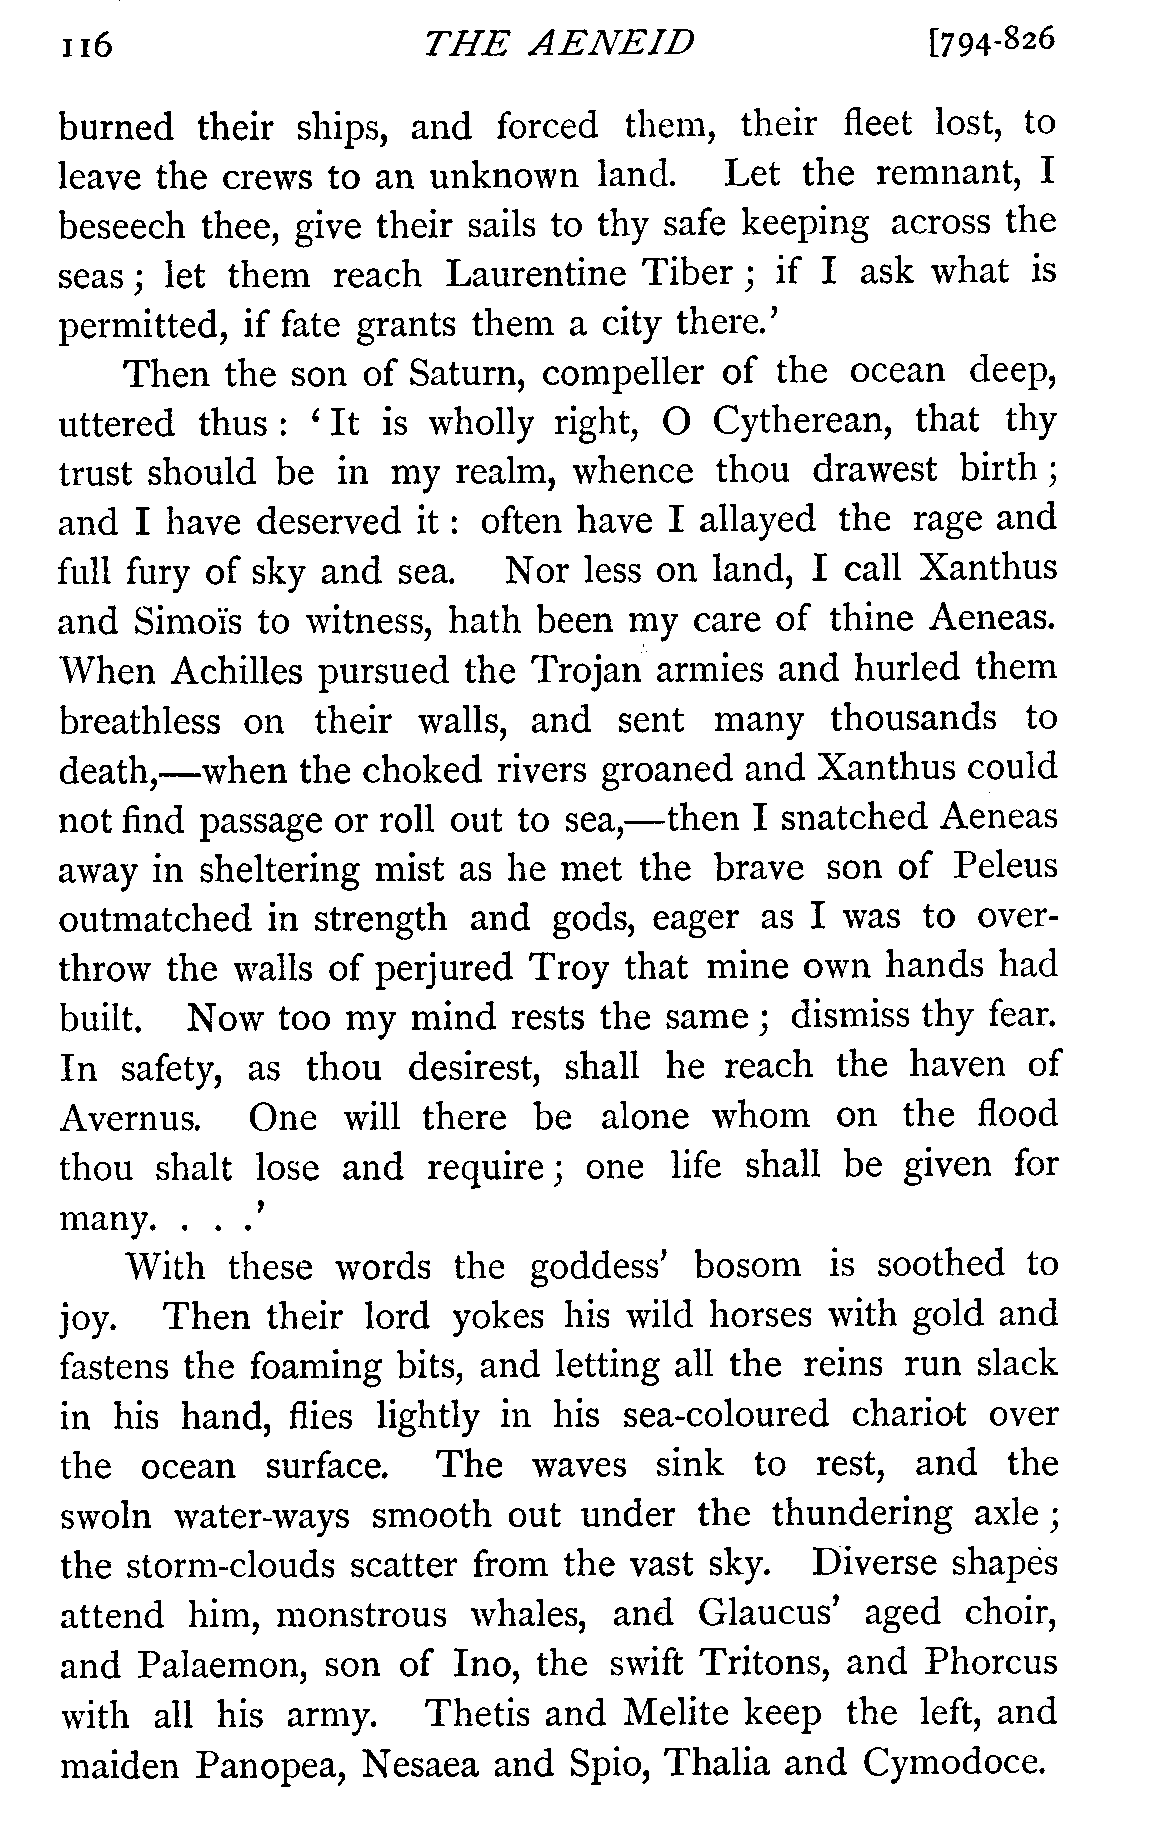 116 THE AENEID [794-826
burned their ships, and forced them, their fleet lost, to
leave the crews to an unknown land. Let the remnant, I
beseech thee, give their sails to thy safe keeping across the
seas ; let them reach Laurentine Tiber ; if I ask what is
permitted, if fate grants them a city there.’
Then the son of Saturn, compeller of the ocean deep,
uttered thus : ‘ It is wholly right, O Cytherean, that thy
trust should be in my realm, whence thou drawest birth ;
and I have deserved it : often have I allayed the rage and
full fury of sky and sea. Nor less on land, I call Xanthus
and Simoïs to witness, hath been my care of thine Aeneas.
When Achilles pursued the Trojan armies and hurled them
breathless on their walls, and sent many thousands to
death,—when the choked rivers groaned and Xanthus could
not find passage or roll out to sea,—then I snatched Aeneas
away in sheltering mist as he met the brave son of Peleus
outmatched in strength and gods, eager as I was to over-
throw the walls of perjured Troy that mine own hands had
built. Now too my mind rests the same ; dismiss thy fear.
In safety, as thou desirest, shall he reach the haven of
Avernus. One will there be alone whom on the flood
thou shalt lose and require ; one life shall be given for
many. . . .’
With these words the goddess’ bosom is soothed to
joy. Then their lord yokes his wild horses with gold and
fastens the foaming bits, and letting all the reins run slack
in his hand, flies lightly in his sea-coloured chariot over
the ocean surface. The waves sink to rest, and the
swoln water-ways smooth out under the thundering axle ;
the storm-clouds scatter from the vast sky. Diverse shapes
attend him, monstrous whales, and Glaucus’ aged choir,
and Palaemon, son of Ino, the swift Tritons, and Phorcus
with all his army. Thetis and Melite keep the left, and
maiden Panopea, Nesaea and Spio, Thalia and Cymodoce.